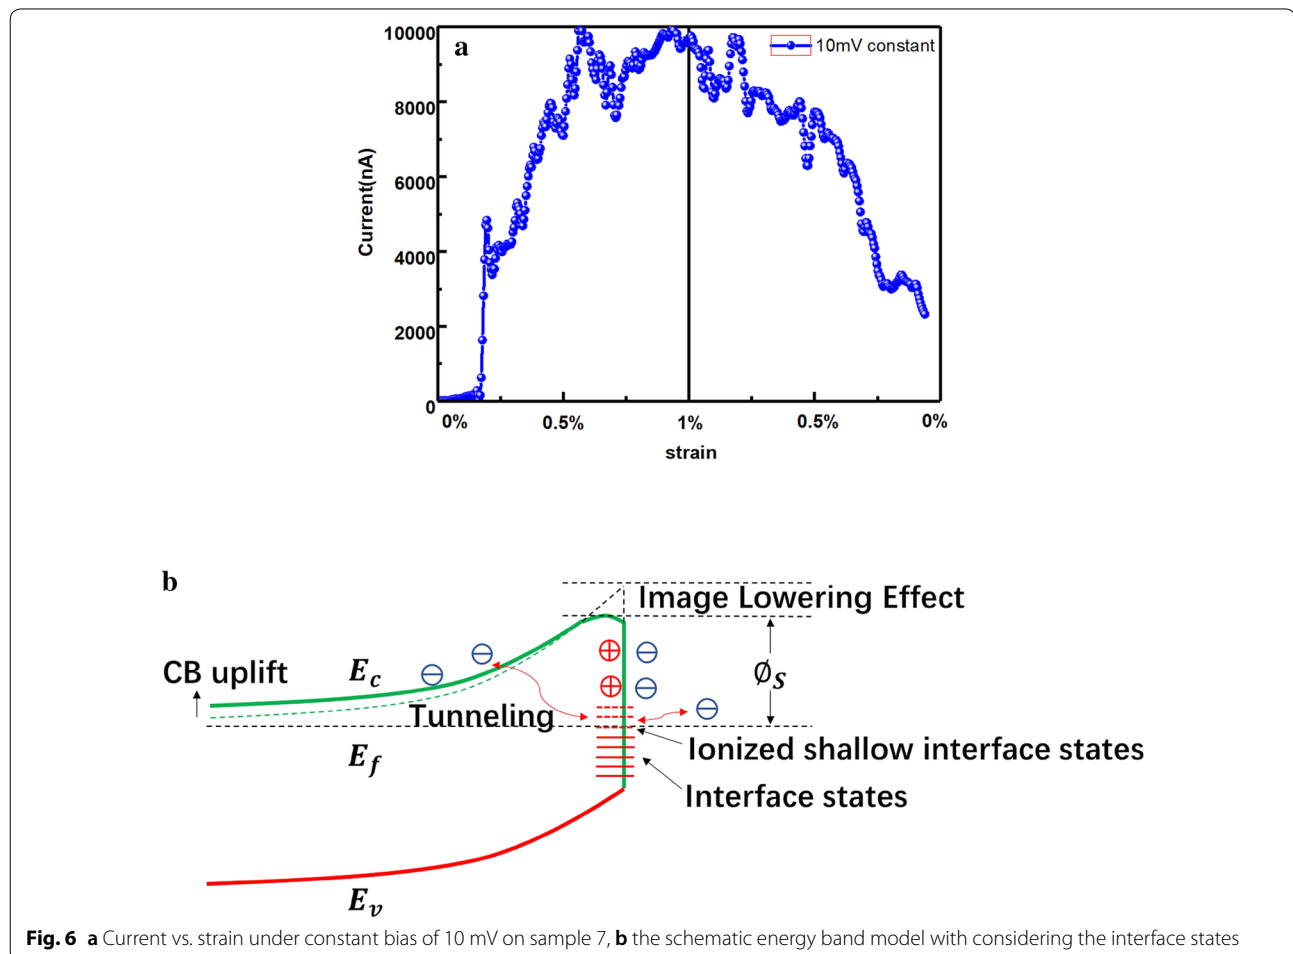 a
10mV constant
10000
8000
6000
4000
2000
0
Current(nA)
0%
0.5%
1%
0.5%
0%
strain
b
Image Lowering Effect
CB uplift
E_c
ϕ_S
Tunneling
E_f
Ionized shallow interface states
Interface states
E_v
Fig. 6 a Current vs. strain under constant bias of 10 mV on sample 7, b the schematic energy band model with considering the interface states